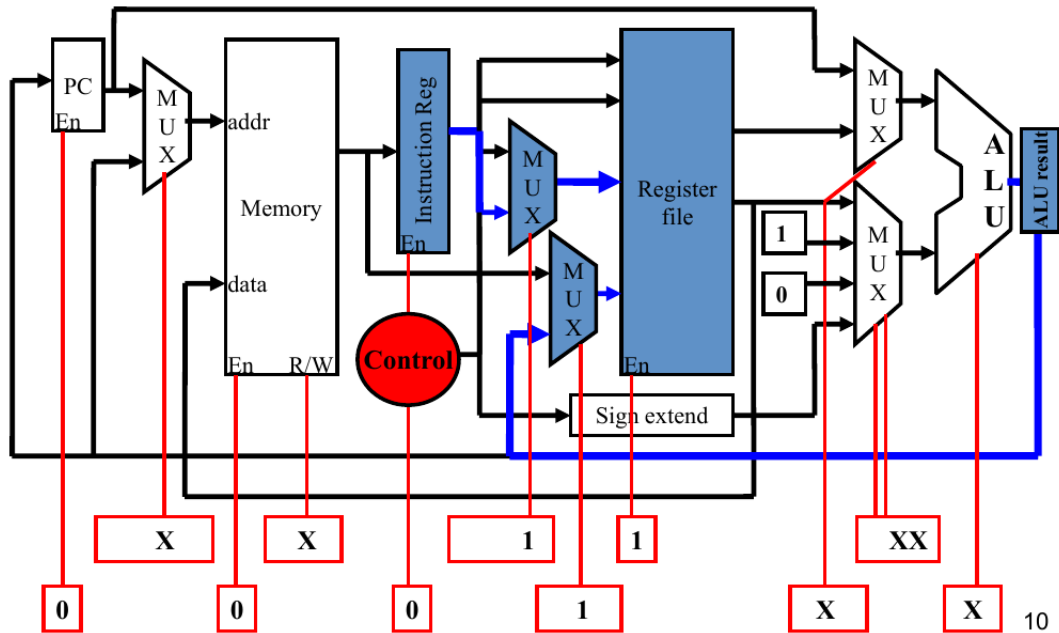 PC
En
M
U
X
addr
Memory
data
En
R/W
Instruction Reg
En
Control
M
U
X
M
U
X
Register
file
En
Sign extend
1
0
M
U
X
M
U
X
A
L
U
ALU result
X
X
1
1
XX
0
0
0
1
X
X
10